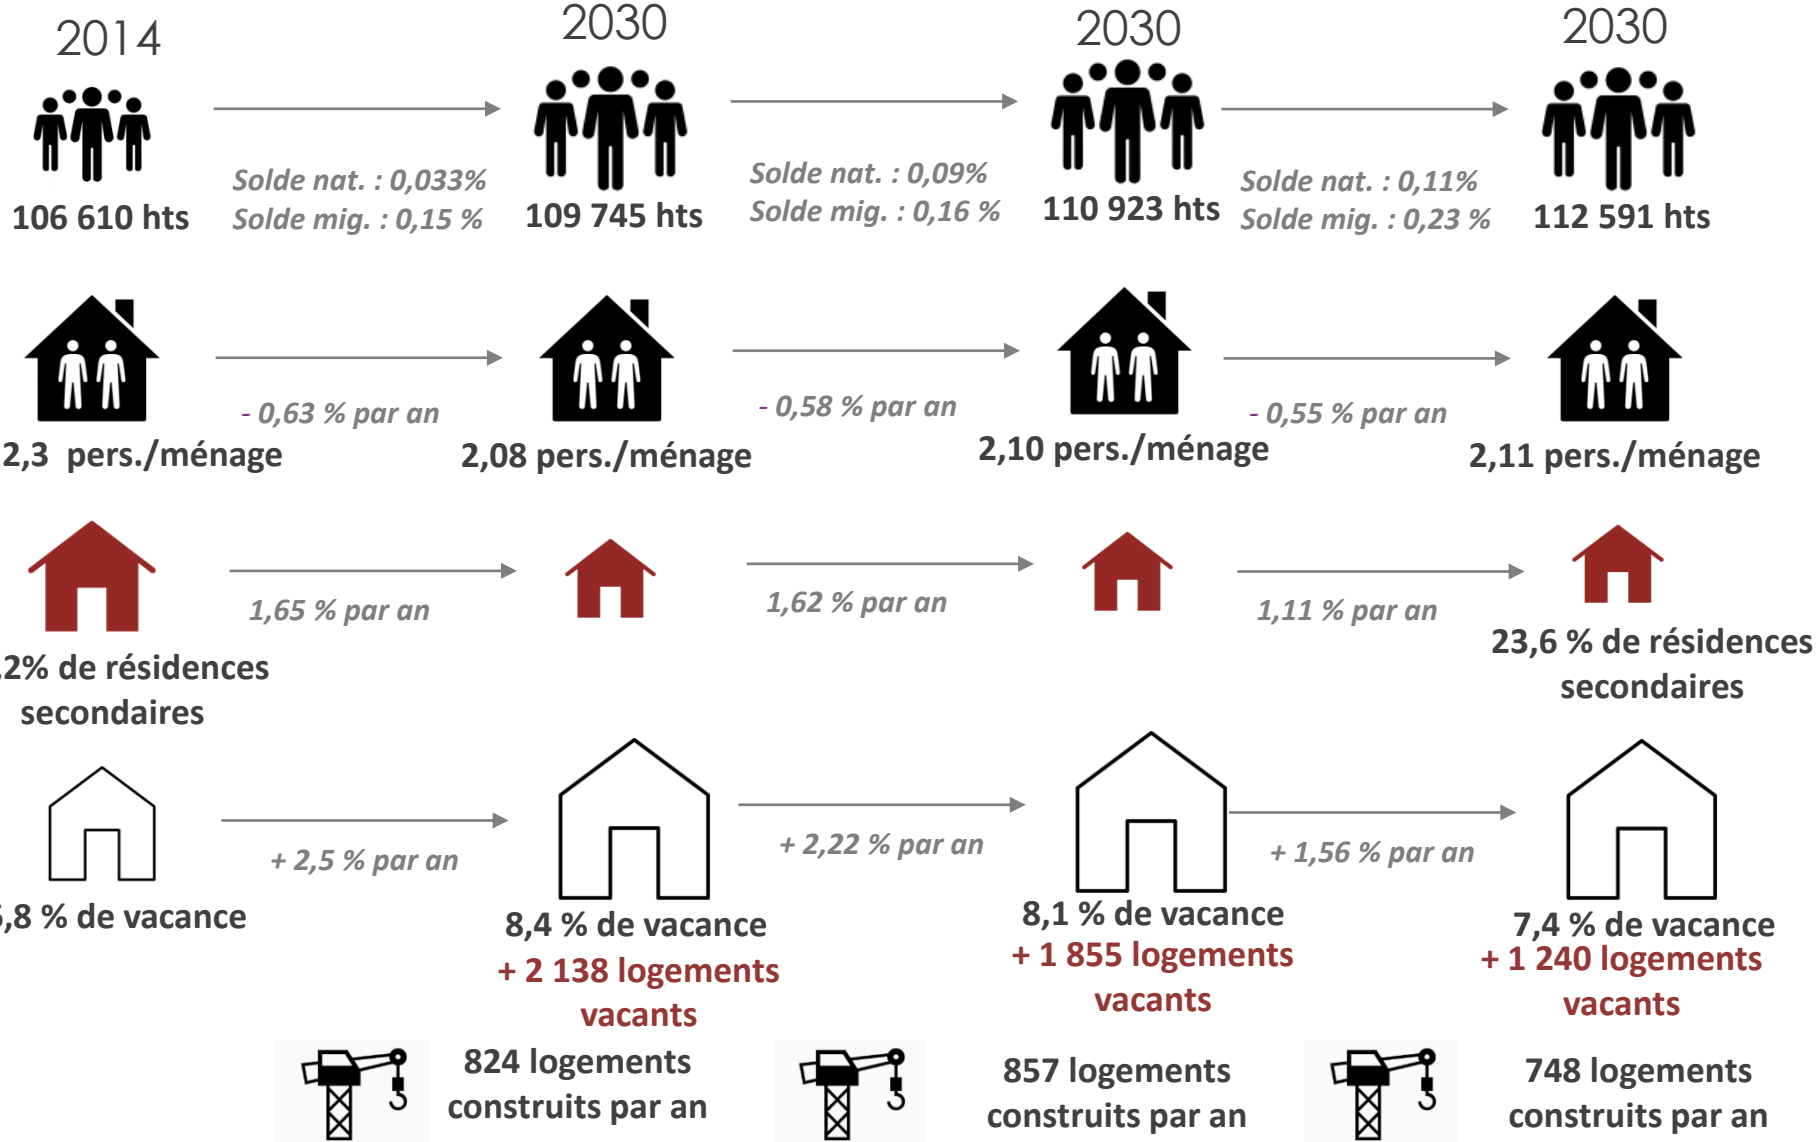 2014
2030
2030
2030
Solde nat. : 0,033%
Solde mig. : 0,15 %
Solde nat. : 0,09%
Solde mig. : 0,16 %
Solde nat. : 0,11%
Solde mig. : 0,23 %
106 610 hts
109 745 hts
110 923 hts
112 591 hts
- 0,63 % par an
- 0,58 % par an
- 0,55 % par an
2,3 pers./ménage
2,08 pers./ménage
2,10 pers./ménage
2,11 pers./ménage
1,65 % par an
1,62 % par an
1,11 % par an
,2% de résidences
secondaires
23,6 % de résidences
secondaires
+ 2,5 % par an
+ 2,22 % par an
+ 1,56 % par an
,8 % de vacance
8,4 % de vacance
+ 2 138 logements
vacants
8,1 % de vacance
+ 1 855 logements
vacants
7,4 % de vacance
+ 1 240 logements
vacants
824 logements
construits par an
857 logements
construits par an
748 logements
construits par an